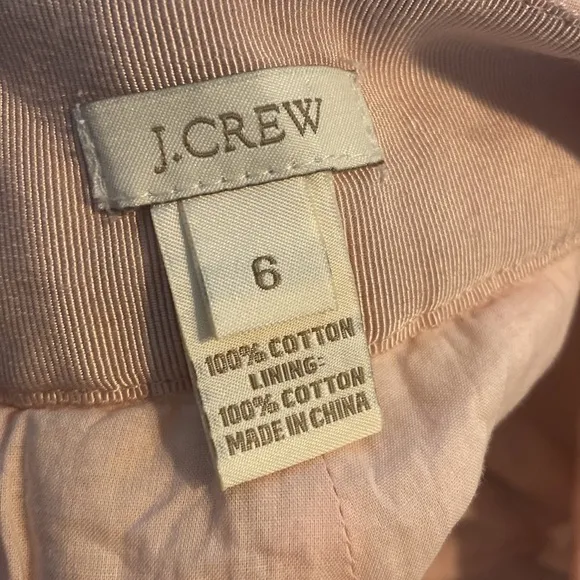 J.CREW
6
100% COTTON
LINING:
100% COTTON
MADE IN CHINA